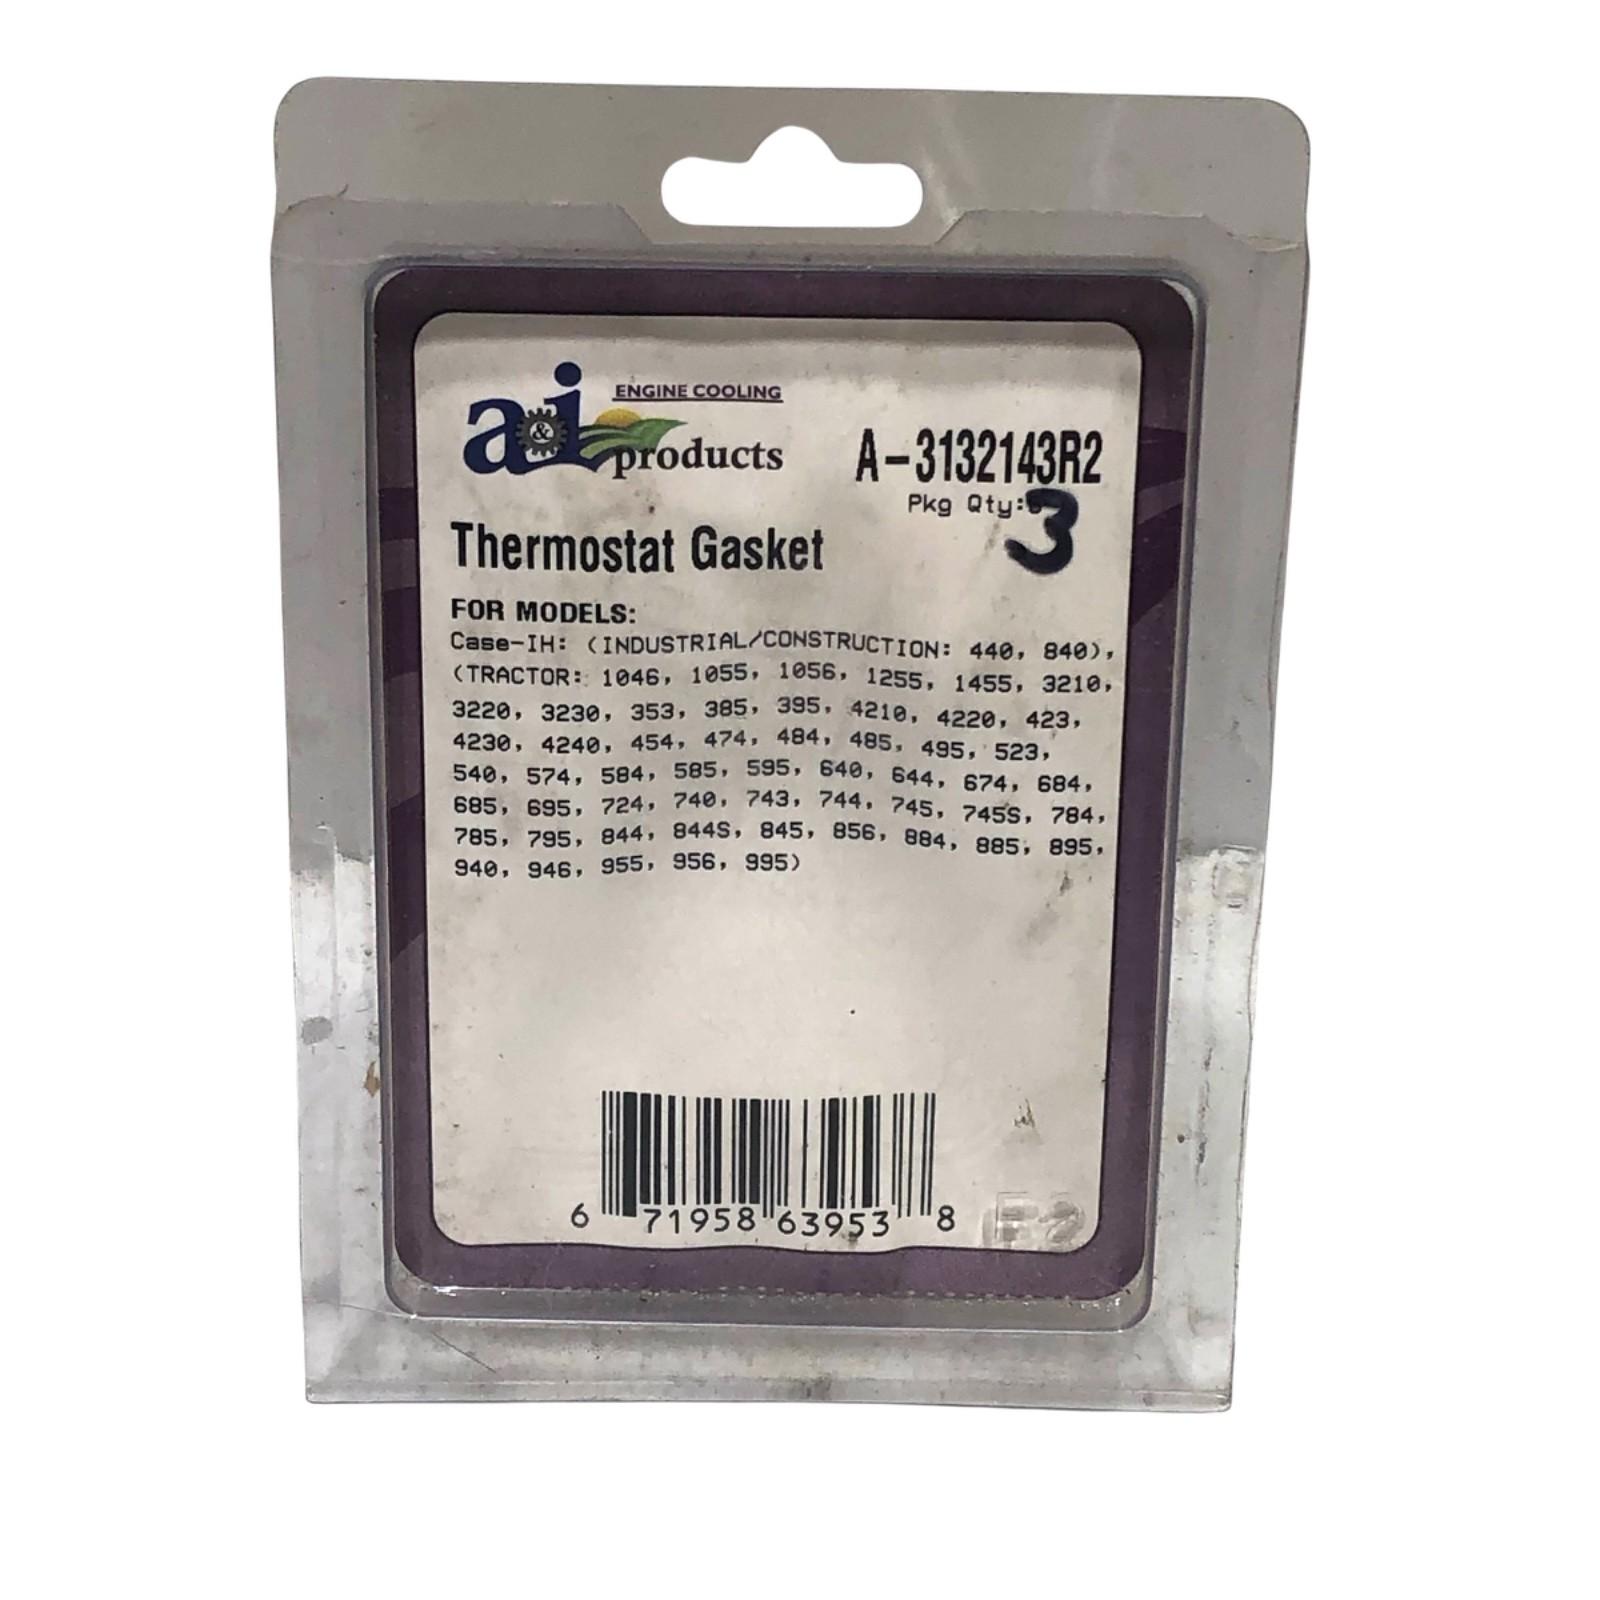 ENGINE COOLING
a&i products
A-3132143R2
Pkg Qty: 3
Thermostat Gasket
FOR MODELS:
Case-IH: (INDUSTRIAL/CONSTRUCTION: 440, 840),
(TRACTOR: 1046, 1055, 1056, 1255, 1455, 3210,
3220, 3230, 353, 385, 395, 4210, 4220, 423,
4230, 4240, 454, 474, 484, 485, 495, 523,
540, 574, 584, 585, 595, 640, 644, 674, 684,
685, 695, 724, 740, 743, 744, 745, 745S, 784,
785, 795, 844, 844S, 845, 856, 884, 885, 895,
940, 946, 955, 956, 995)
6 71958 63953 8